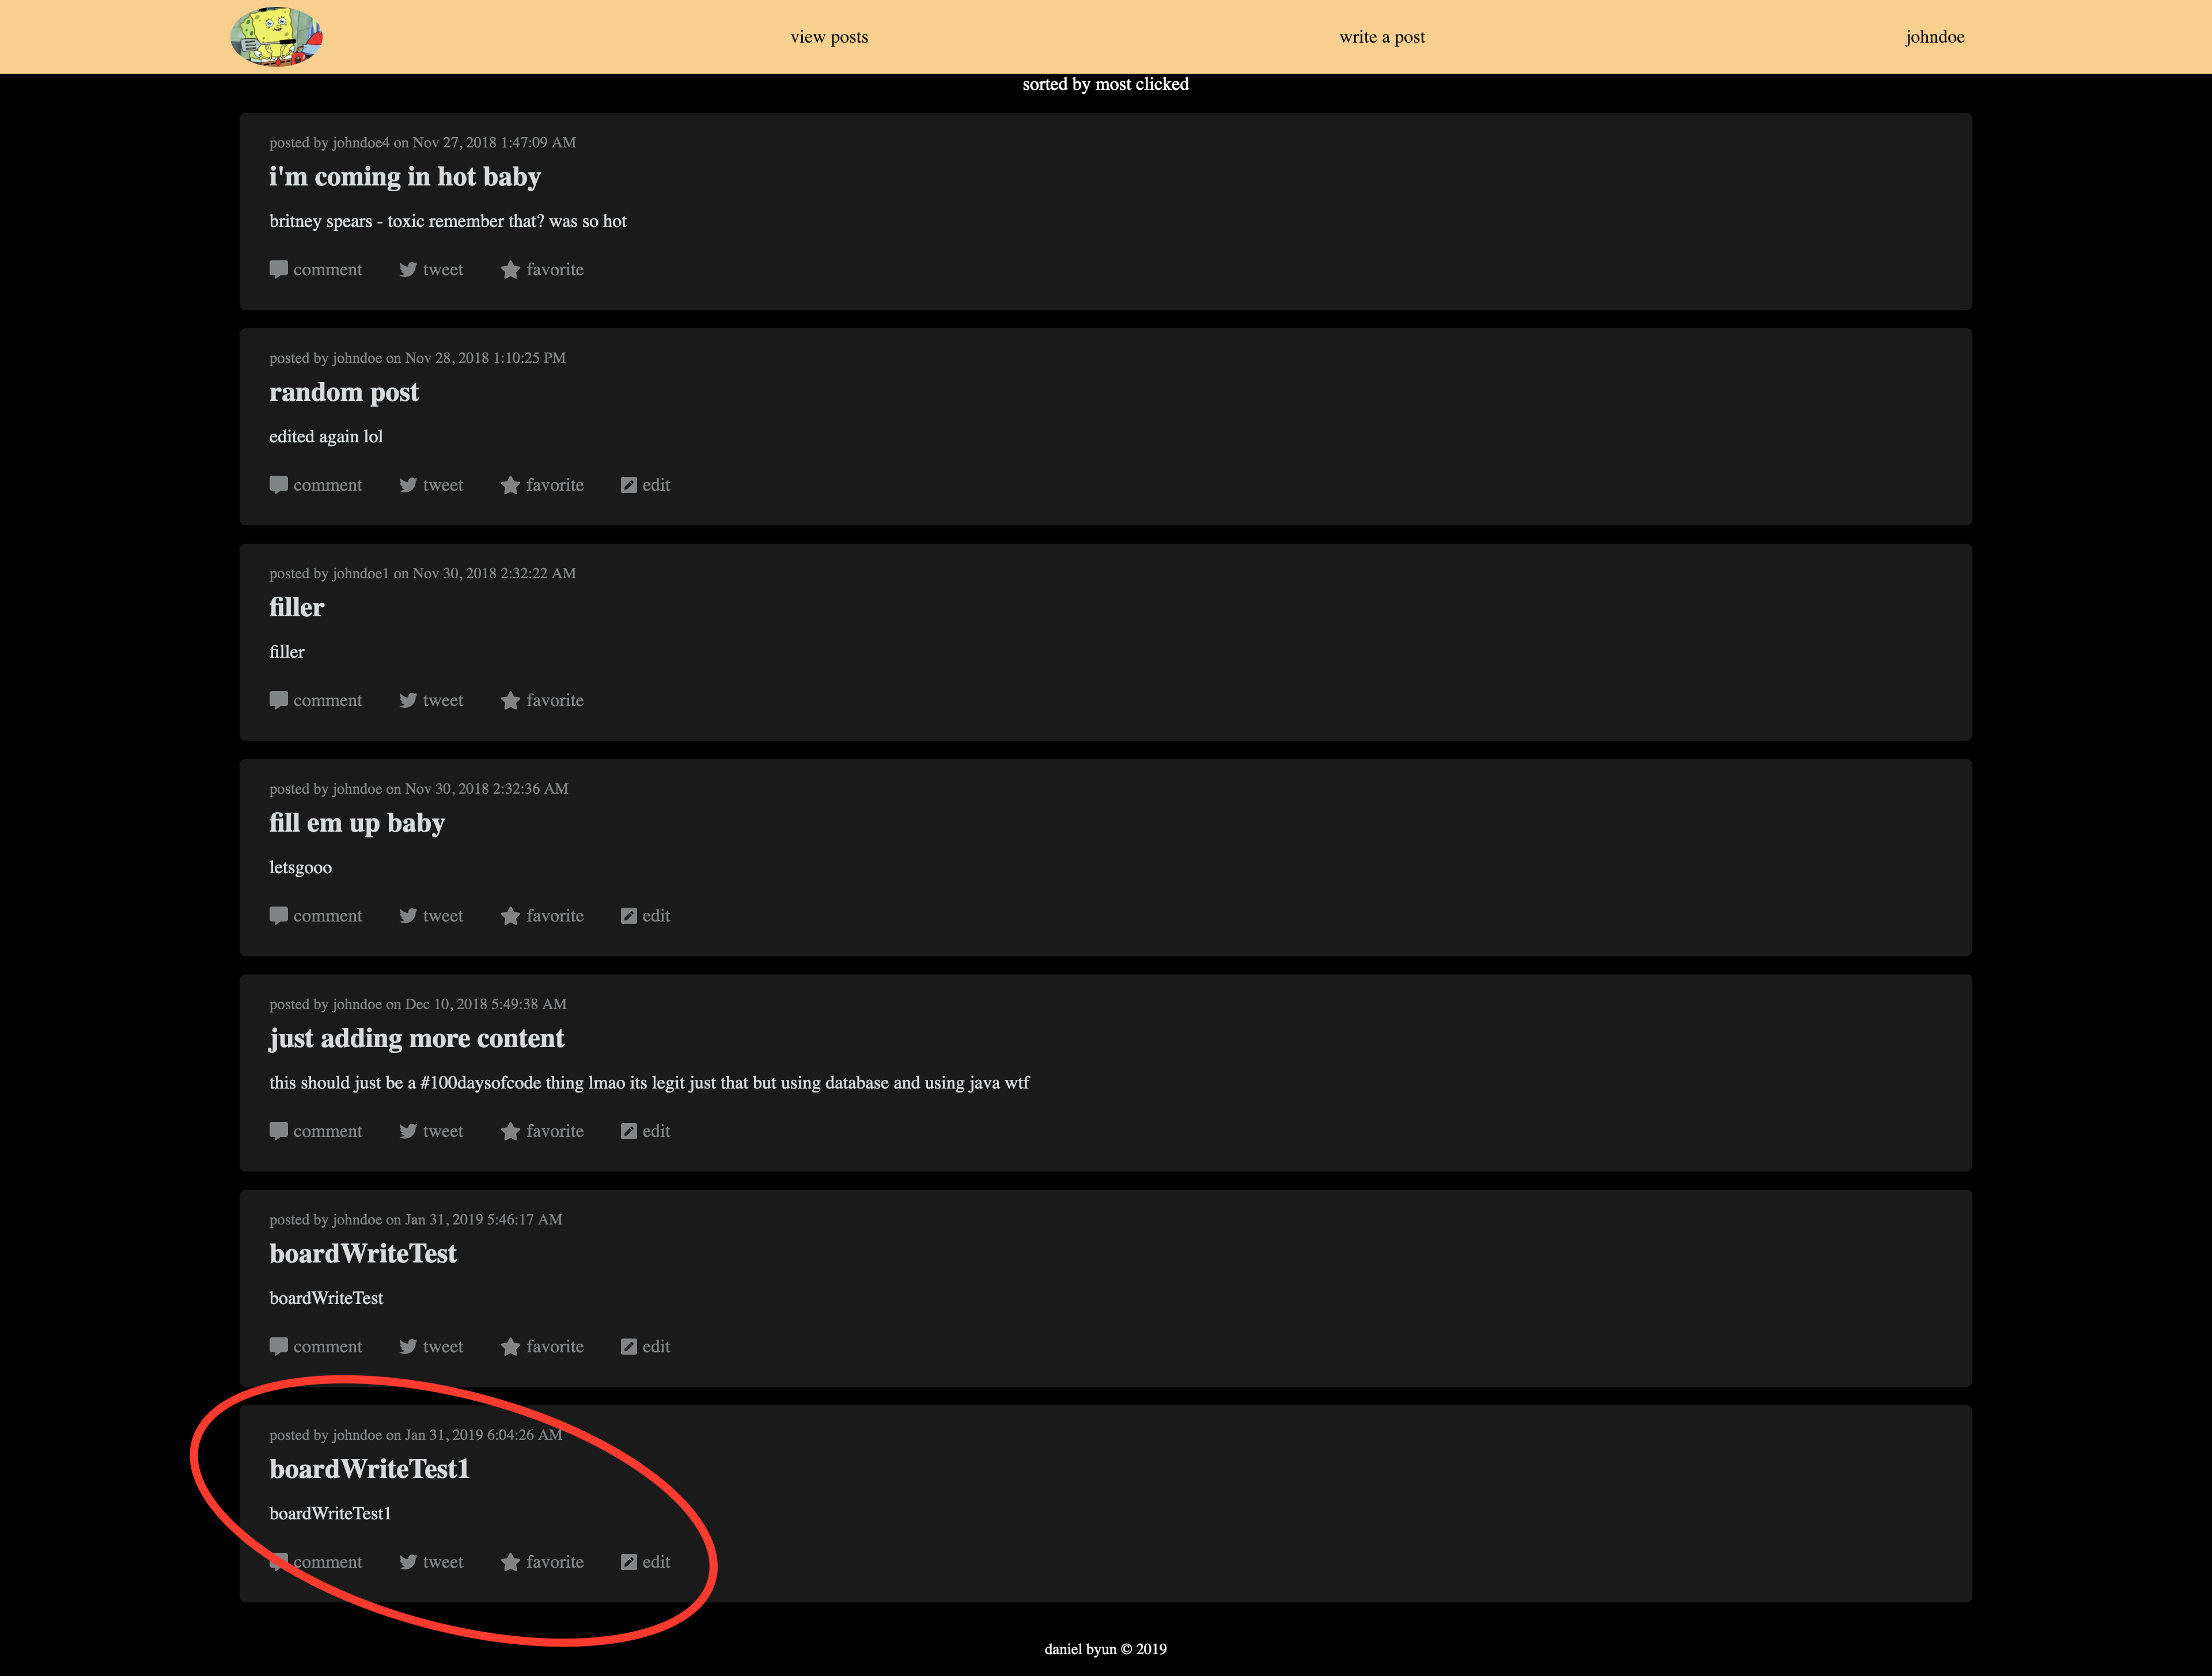 view posts write a post johndoe
sorted by most clicked
posted by johndoe4 on Nov 27, 2018 1:47:09 AM
i'm coming in hot baby
britney spears - toxic remember that? was so hot
comment tweet favorite
posted by johndoe on Nov 28, 2018 1:10:25 PM
random post
edited again lol
comment tweet favorite edit
posted by johndoe1 on Nov 30, 2018 2:32:22 AM
filler
filler
comment tweet favorite
posted by johndoe on Nov 30, 2018 2:32:36 AM
fill em up baby
letsgooo
comment tweet favorite edit
posted by johndoe on Dec 10, 2018 5:49:38 AM
just adding more content
this should just be a #100daysofcode thing lmao its legit just that but using database and using java wtf
comment tweet favorite edit
posted by johndoe on Jan 31, 2019 5:46:17 AM
boardWriteTest
boardWriteTest
comment tweet favorite edit
posted by johndoe on Jan 31, 2019 6:04:26 AM
boardWriteTest1
boardWriteTest1
comment tweet favorite edit
daniel byun © 2019